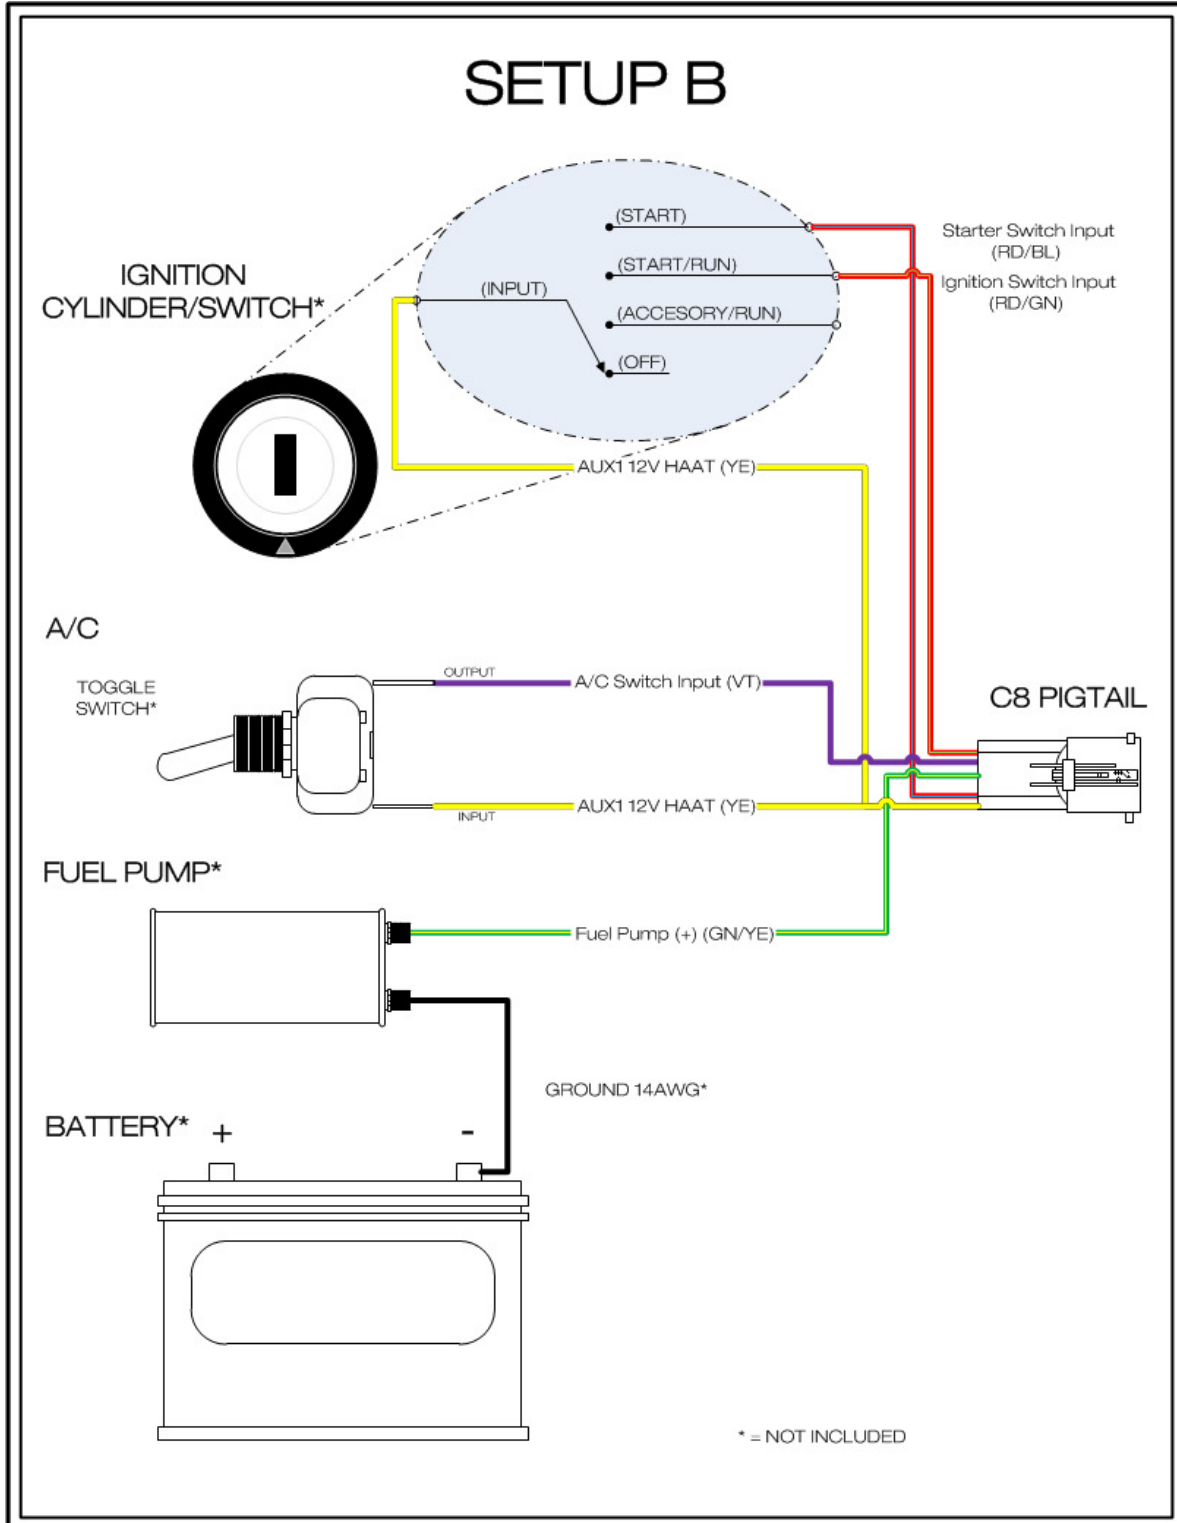 SETUP B
(START)
Starter Switch Input
(RD/BL)
IGNITION
CYLINDER/SWITCH*
(START/RUN)
Ignition Switch Input
(RD/GN)
(INPUT)
(ACCESORY/RUN)
(OFF)
AUX1 12V HAAT (YE)
A/C
TOGGLE
SWITCH*
OUTPUT
A/C Switch Input (VT)
C8 PIGTAIL
INPUT
AUX1 12V HAAT (YE)
FUEL PUMP*
Fuel Pump (+) (GN/YE)
GROUND 14AWG*
BATTERY*
+
-
* = NOT INCLUDED